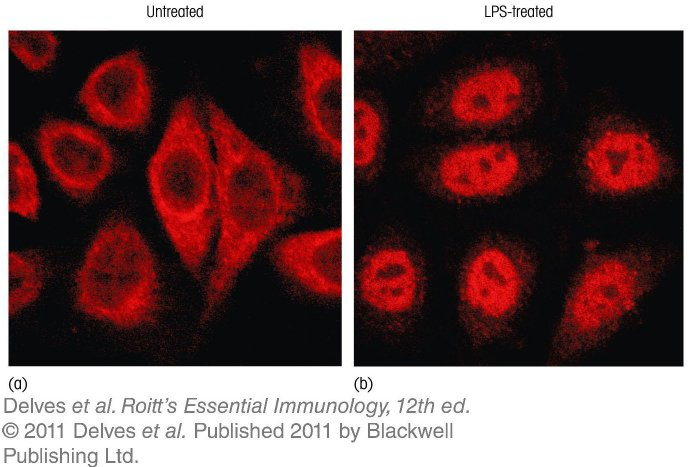 Untreated
LPS-treated
(a)
(b)
Delves et al. Roitt's Essential Immunology, 12th ed.
© 2011 Delves et al. Published 2011 by Blackwell
Publishing Ltd.